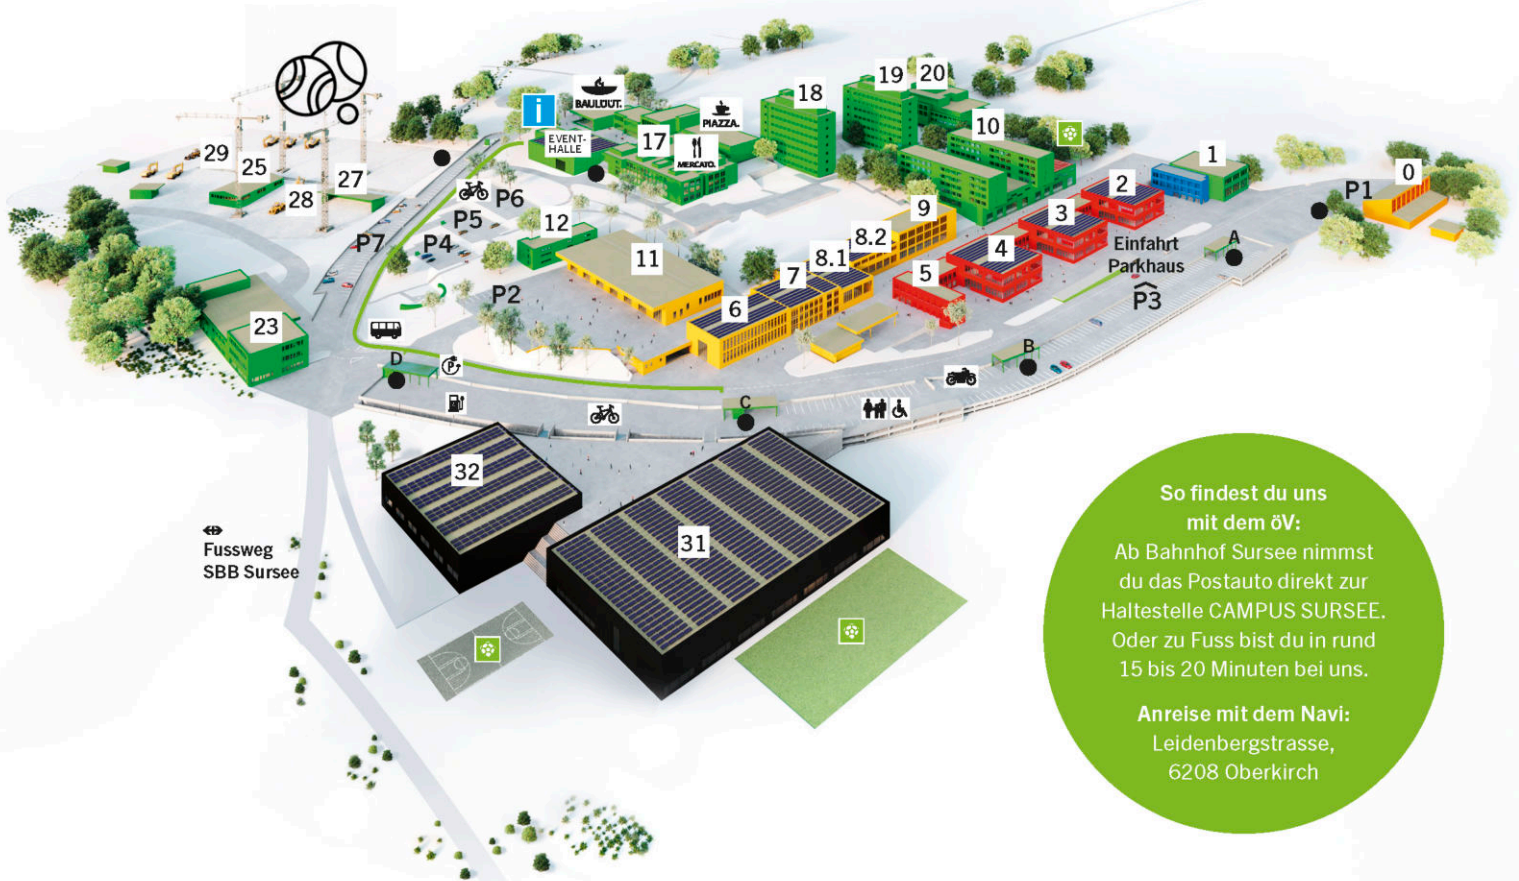 BAULÜÜT.
i
PIAZZA.
EVENT-
HALLE
17
MERCATO.
18
19
20
10
29
25
28
27
1
2
0
P1
3
P6
P5
P4
P7
12
9
8.2
8.1
4
5
11
7
6
P2
Einfahrt
Parkhaus
P3
A
23
D
P
B
C
32
31
Fussweg
SBB Sursee
So findest du uns
mit dem öV:
Ab Bahnhof Sursee nimmst
du das Postauto direkt zur
Haltestelle CAMPUS SURSEE.
Oder zu Fuss bist du in rund
15 bis 20 Minuten bei uns.
Anreise mit dem Navi:
Leidenbergstrasse,
6208 Oberkirch